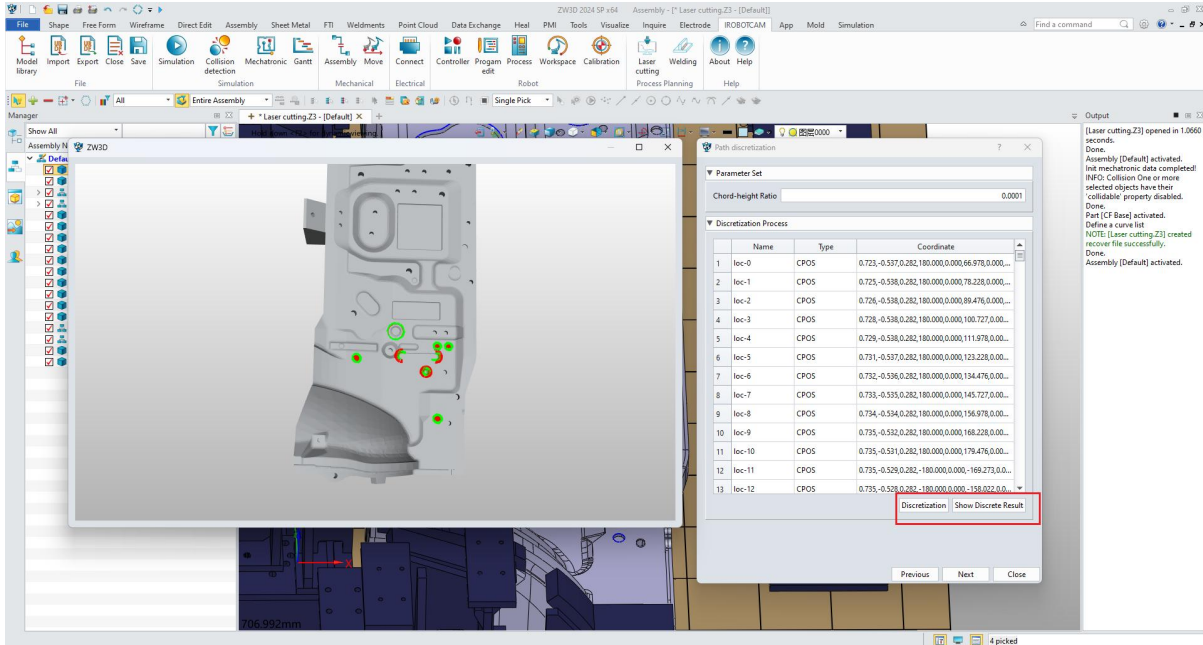 ZW3D 2024 SP x64 Assembly - [* Laser cutting.Z3 - [Default]]
File Shape Free Form Wireframe Direct Edit Assembly Sheet Metal FTI Weldments Point Cloud Data Exchange Heal PMI Tools Visualize Inquire Electrode IROBOTCAM App Mold Simulation Find a command
Model library Import Export Close Save Simulation Collision detection Mechatronic Gantt Assembly Move Connect Controller Progam edit Process Workspace Calibration Laser cutting Welding About Help
File Simulation Mechanical Electrical Robot Process Planning Help
All Entire Assembly Single Pick
Manager
+ * Laser cutting.Z3 - [Default] × +
Output
Show All
图层0000
Assembly N
Defau
ZW3D
Path discretization
Parameter Set
Chord-height Ratio 0.0001
Discretization Process
Name Type Coordinate
1 loc-0 CPOS 0.723,-0.537,0.282,180.000,0.000,66.978,0.000,...
2 loc-1 CPOS 0.725,-0.538,0.282,180.000,0.000,78.228,0.000,...
3 loc-2 CPOS 0.726,-0.538,0.282,180.000,0.000,89.476,0.000,...
4 loc-3 CPOS 0.728,-0.538,0.282,180.000,0.000,100.727,0.00...
5 loc-4 CPOS 0.729,-0.538,0.282,180.000,0.000,111.978,0.00...
6 loc-5 CPOS 0.731,-0.537,0.282,180.000,0.000,123.228,0.00...
7 loc-6 CPOS 0.732,-0.536,0.282,180.000,0.000,134.476,0.00...
8 loc-7 CPOS 0.733,-0.535,0.282,180.000,0.000,145.727,0.00...
9 loc-8 CPOS 0.734,-0.534,0.282,180.000,0.000,156.978,0.00...
10 loc-9 CPOS 0.735,-0.532,0.282,180.000,0.000,168.228,0.00...
11 loc-10 CPOS 0.735,-0.531,0.282,180.000,0.000,179.476,0.00...
12 loc-11 CPOS 0.735,-0.529,0.282,-180.000,0.000,-169.273,0.0...
13 loc-12 CPOS 0.735,-0.528,0.282,-180.000,0.000,-158.022,0.0...
Discretization Show Discrete Result
Previous Next Close
[Laser cutting.Z3] opened in 1.0660
seconds.
Done.
Assembly [Default] activated.
Init mechatronic data completed!
INFO: Collision One or more
selected objects have their
'collidable' property disabled.
Done.
Part [CF Base] activated.
Define a curve list
NOTE: [Laser cutting.Z3] created
recover file successfully.
Done.
Assembly [Default] activated.
X
706.992mm
4 picked